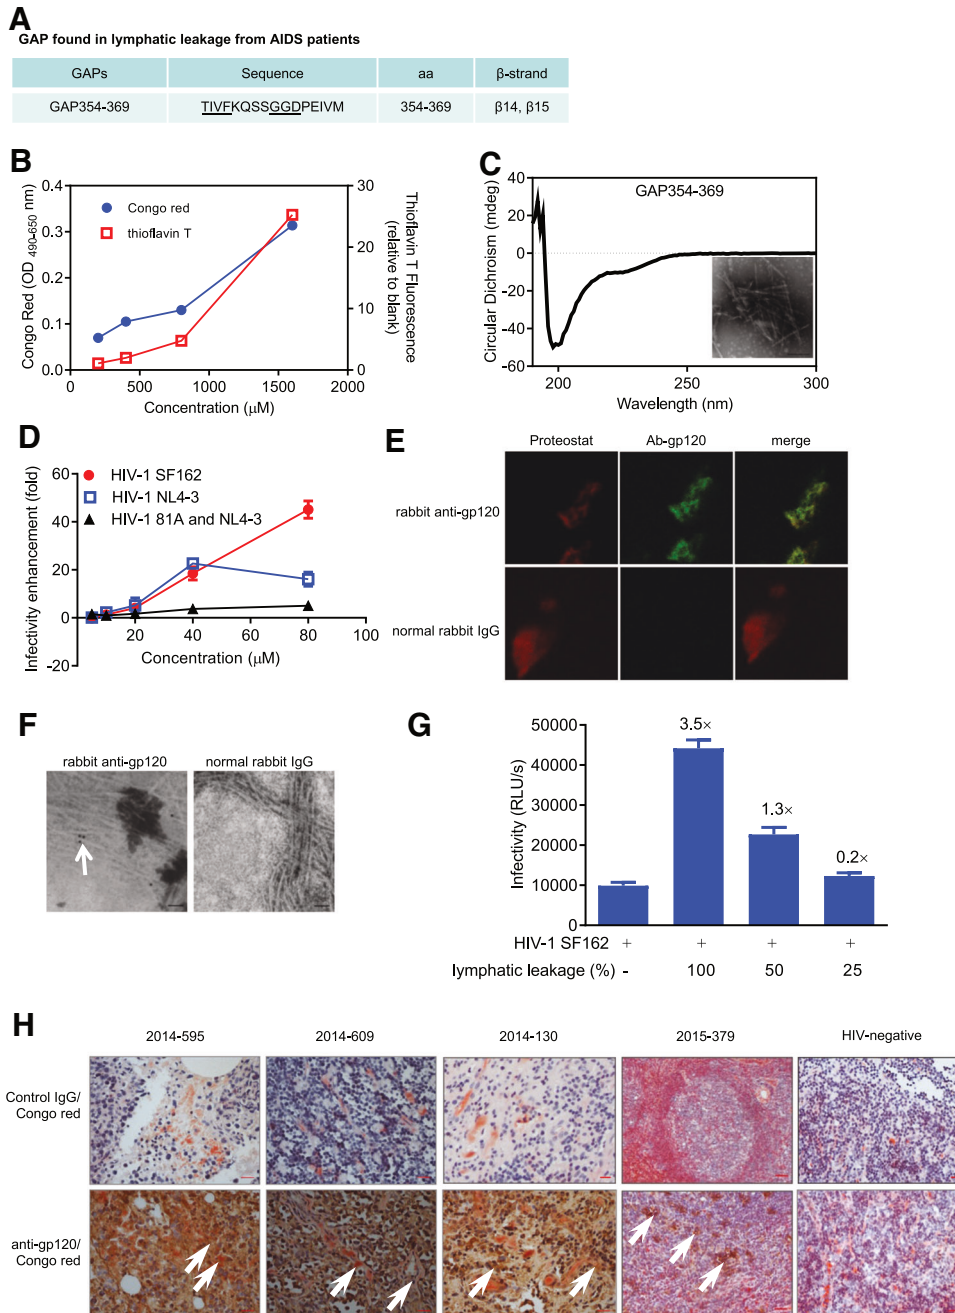 A
GAP found in lymphatic leakage from AIDS patients
GAPs Sequence aa β-strand
GAP354-369 TIVFKQSSGGDPEIVM 354-369 β14, β15
B
Congo Red (OD 490-650 nm)
0.4
0.3
0.2
0.1
0.0
Congo red
thioflavin T
30
20
10
0
Thioflavin T Fluorescence
(relative to blank)
0 500 1000 1500 2000
Concentration (μM)
C
Circular Dichroism (mdeg)
40
20
0
-20
-40
-60
GAP354-369
200 250 300
Wavelength (nm)
D
HIV-1 SF162
HIV-1 NL4-3
HIV-1 81A and NL4-3
Infectivity enhancement (fold)
60
40
20
0
-20
20 40 60 80 100
Concentration (μM)
E
Proteostat Ab-gp120 merge
rabbit anti-gp120
normal rabbit IgG
F
rabbit anti-gp120 normal rabbit IgG
G
Infectivity (RLU/s)
50000
40000
30000
20000
10000
0
3.5×
1.3×
0.2×
HIV-1 SF162 + + + +
lymphatic leakage (%) - 100 50 25
H
2014-595 2014-609 2014-130 2015-379 HIV-negative
Control IgG/
Congo red
anti-gp120/
Congo red